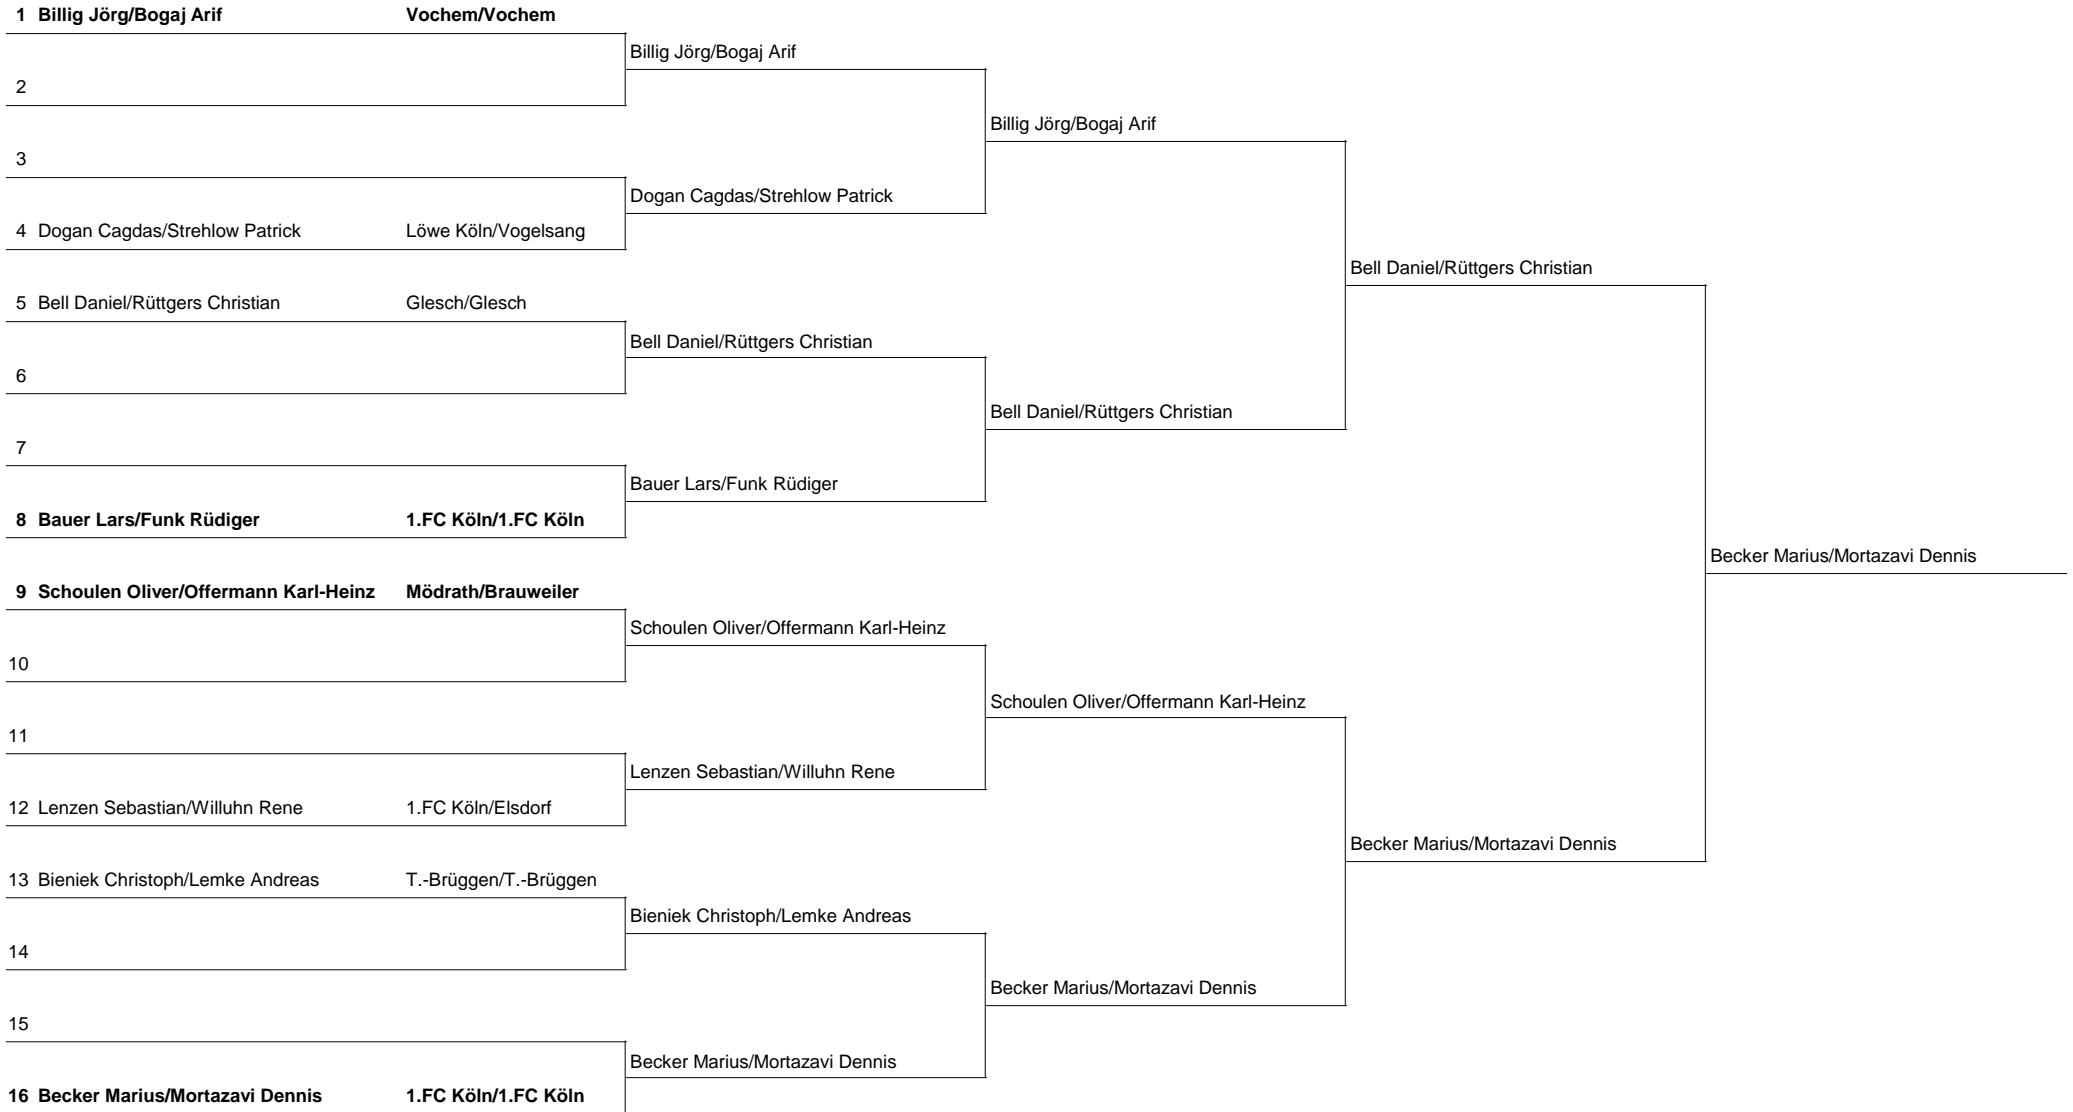 1 Billig Jörg/Bogaj Arif Vochem/Vochem
Billig Jörg/Bogaj Arif
2
Billig Jörg/Bogaj Arif
3
Dogan Cagdas/Strehlow Patrick
4 Dogan Cagdas/Strehlow Patrick Löwe Köln/Vogelsang
Bell Daniel/Rüttgers Christian
5 Bell Daniel/Rüttgers Christian Glesch/Glesch
Bell Daniel/Rüttgers Christian
6
Bell Daniel/Rüttgers Christian
7
Bauer Lars/Funk Rüdiger
8 Bauer Lars/Funk Rüdiger 1.FC Köln/1.FC Köln
Becker Marius/Mortazavi Dennis
9 Schoulen Oliver/Offermann Karl-Heinz Mödrath/Brauweiler
Schoulen Oliver/Offermann Karl-Heinz
10
Schoulen Oliver/Offermann Karl-Heinz
11
Lenzen Sebastian/Willuhn Rene
12 Lenzen Sebastian/Willuhn Rene 1.FC Köln/Elsdorf
Becker Marius/Mortazavi Dennis
13 Bieniek Christoph/Lemke Andreas T.-Brüggen/T.-Brüggen
Bieniek Christoph/Lemke Andreas
14
Becker Marius/Mortazavi Dennis
15
Becker Marius/Mortazavi Dennis
16 Becker Marius/Mortazavi Dennis 1.FC Köln/1.FC Köln